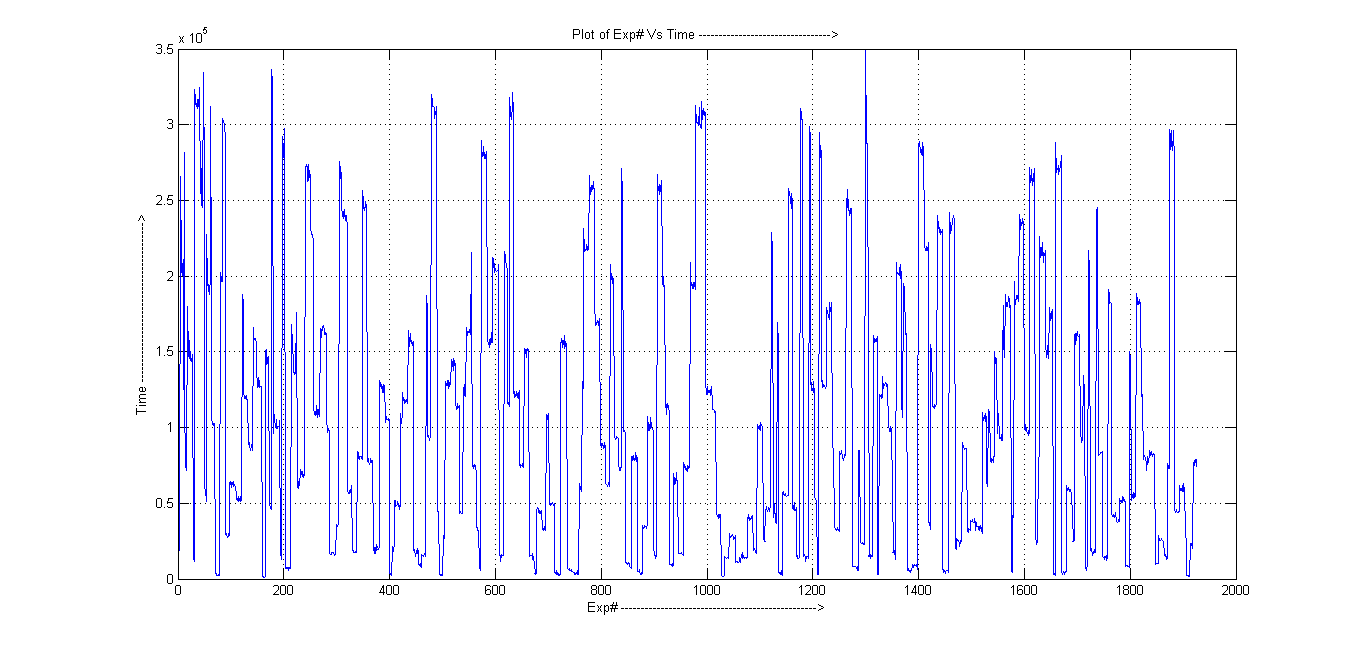 Plot of Exp# Vs Time --------------------------------->
x 10^5
3.5
3
2.5
2
1.5
1
0.5
0
Time --------------------------------->
0 200 400 600 800 1000 1200 1400 1600 1800 2000
Exp# ------------------------------------------------->